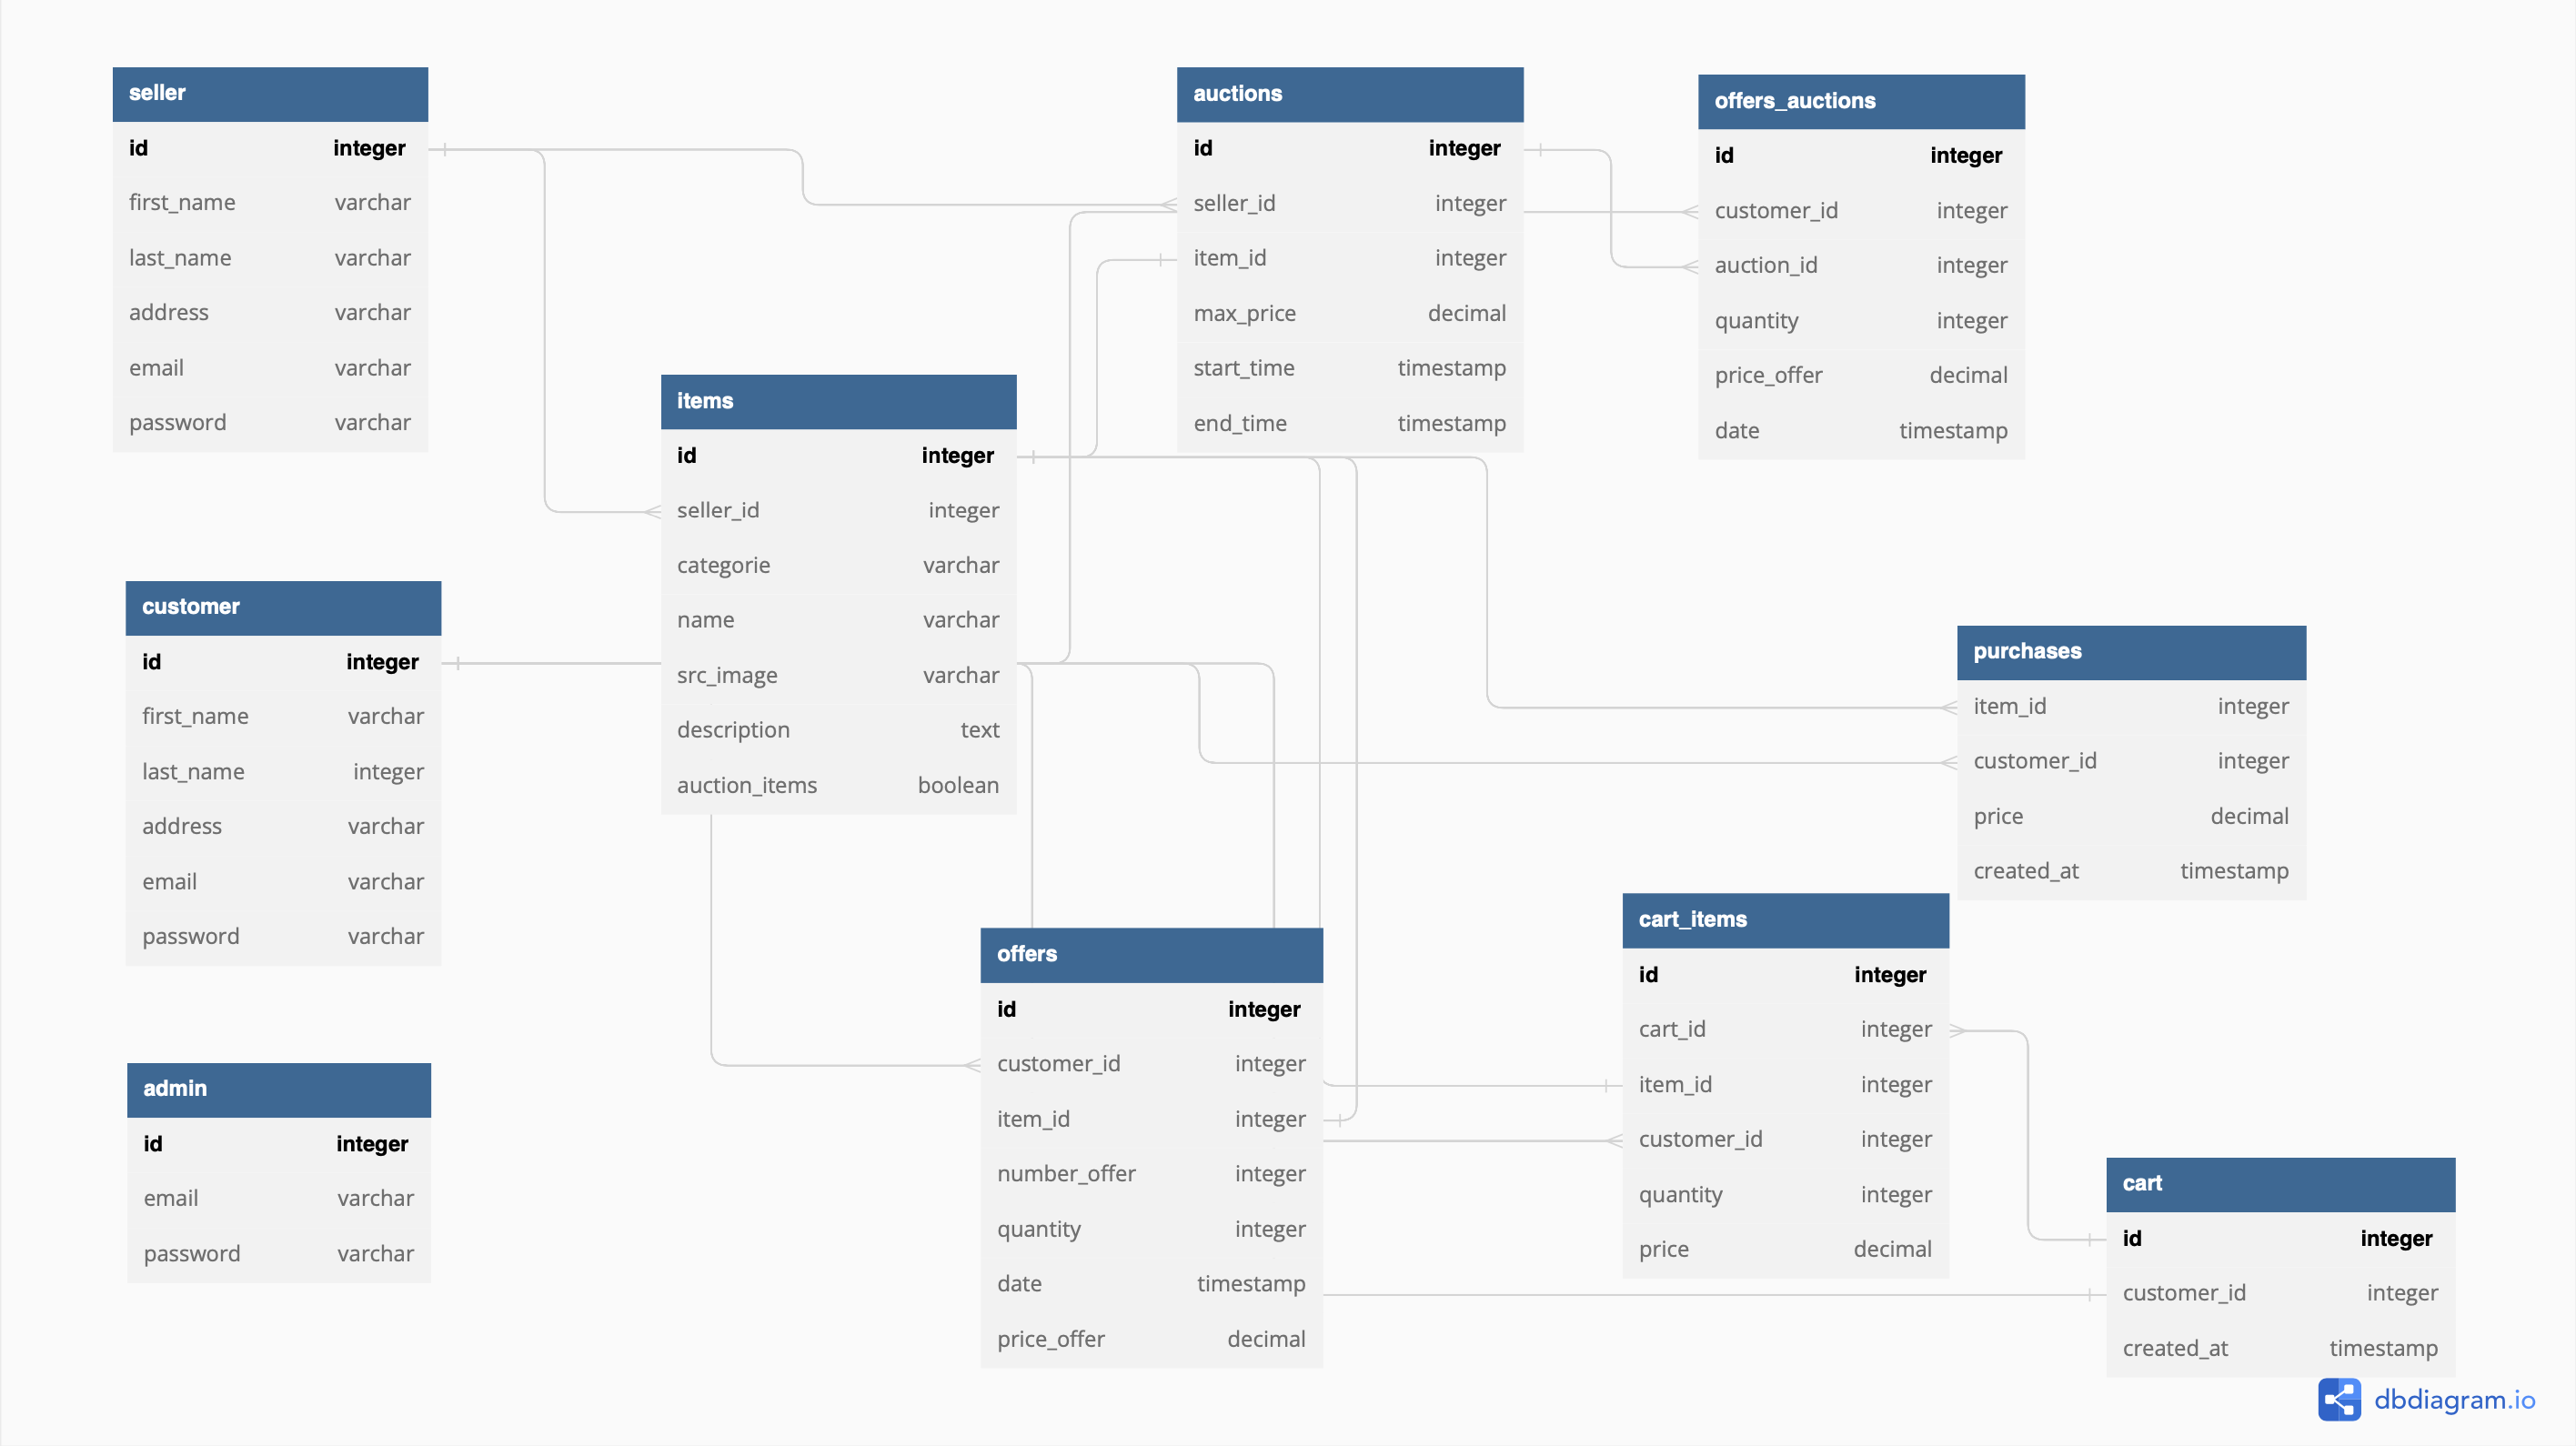 seller
id integer
first_name varchar
last_name varchar
address varchar
email varchar
password varchar
auctions
id integer
seller_id integer
item_id integer
max_price decimal
start_time timestamp
end_time timestamp
offers_auctions
id integer
customer_id integer
auction_id integer
quantity integer
price_offer decimal
date timestamp
items
id integer
seller_id integer
categorie varchar
name varchar
src_image varchar
description text
auction_items boolean
customer
id integer
first_name varchar
last_name integer
address varchar
email varchar
password varchar
purchases
item_id integer
customer_id integer
price decimal
created_at timestamp
cart_items
id integer
cart_id integer
item_id integer
customer_id integer
quantity integer
price decimal
offers
id integer
customer_id integer
item_id integer
number_offer integer
quantity integer
date timestamp
price_offer decimal
admin
id integer
email varchar
password varchar
cart
id integer
customer_id integer
created_at timestamp
dbdiagram.io